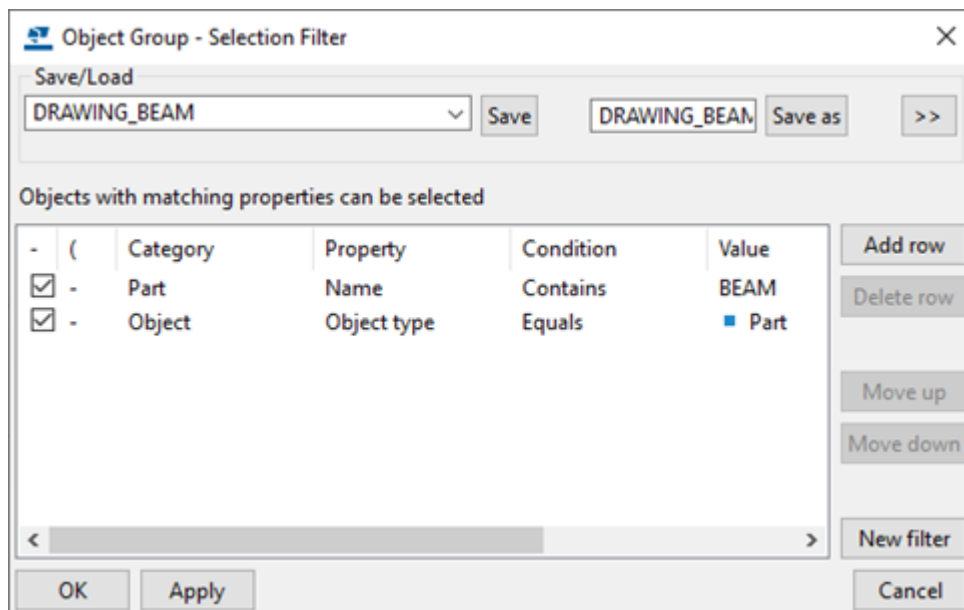 Object Group - Selection Filter
Save/Load
DRAWING_BEAM Save DRAWING_BEAM Save as >>
Objects with matching properties can be selected
- ( Category Property Condition Value Add row
- Part Name Contains BEAM Delete row
- Object Object type Equals Part
Move up
Move down
< > New filter
OK Apply Cancel